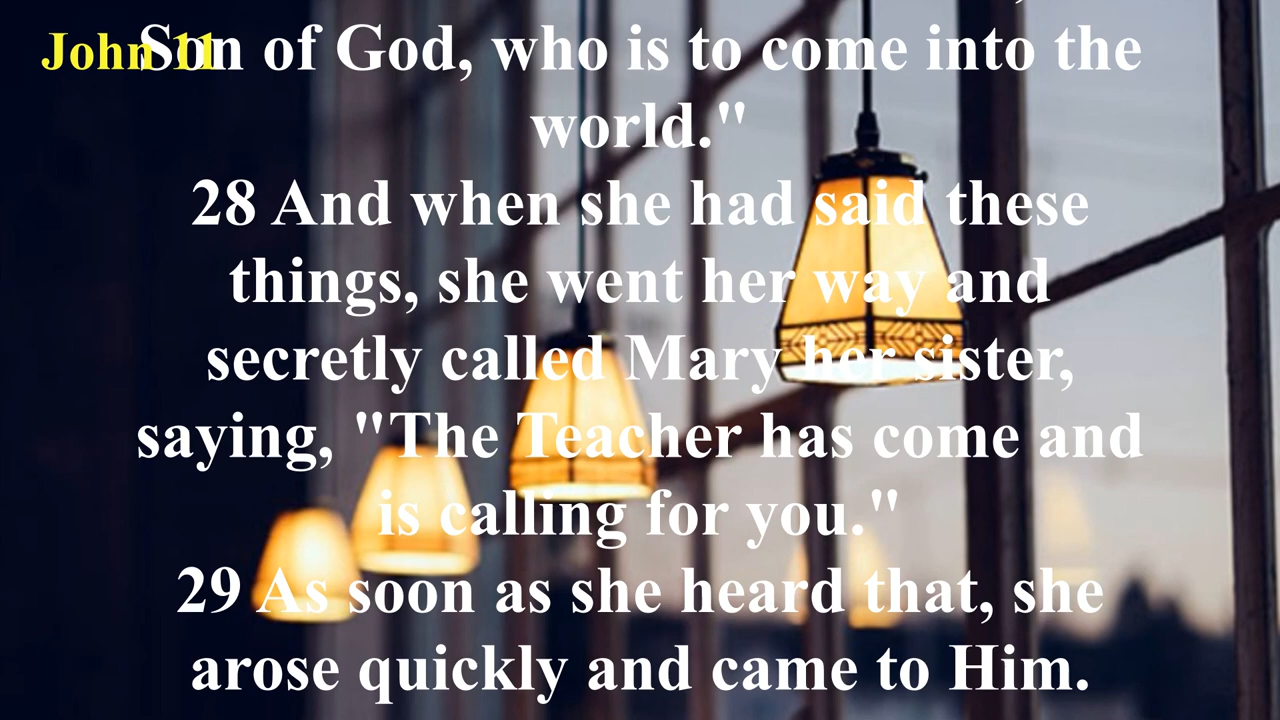 John 11
Son of God, who is to come into the
world."
28 And when she had said these
things, she went her way and
secretly called Mary her sister,
saying, "The Teacher has come and
is calling for you."
29 As soon as she heard that, she
arose quickly and came to Him.